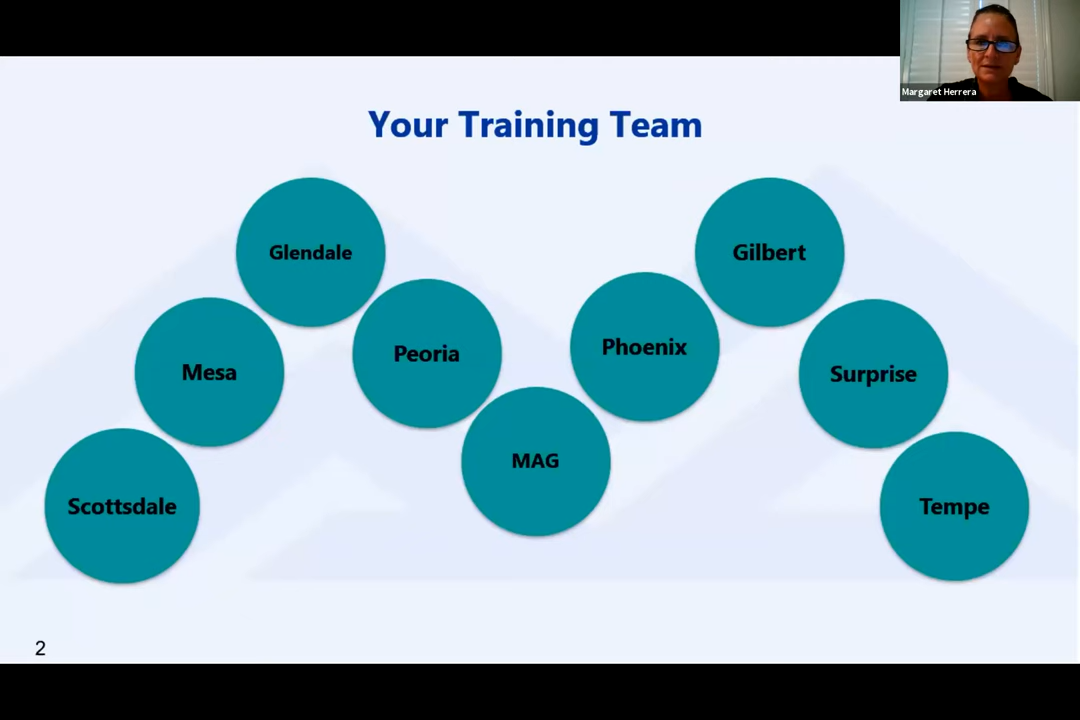 Margaret Herrera
Your Training Team
Glendale
Gilbert
Peoria
Phoenix
Mesa
Surprise
MAG
Scottsdale
Tempe
2